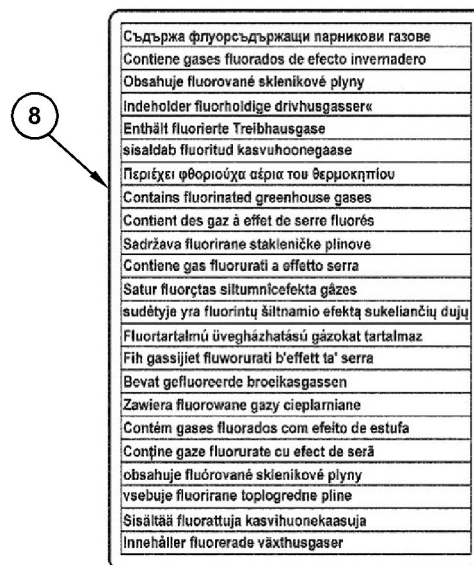 8
Съдържа флуорсъдържащи парникови газове
Contiene gases fluorados de efecto invernadero
Obsahuje fluorované skleníkové plyny
Indeholder fluorholdige drivhusgasser«
Enthält fluorierte Treibhausgase
sisaldab fluoritud kasvuhoonegaase
Περιέχει φθοριούχα αέρια του θερμοκηπίου
Contains fluorinated greenhouse gases
Contient des gaz à effet de serre fluorés
Sadržava fluorirane stakleničke plinove
Contiene gas fluorurati a effetto serra
Satur fluorçtas siltumnîcefekta gâzes
sudëtyje yra fluorintų šiltnamio efektą sukeliančių dujų
Fluortartalmú üvegházhatású gázokat tartalmaz
Fih gassijiet fluworurati b'effett ta' serra
Bevat gefluoreerde broeikasgassen
Zawiera fluorowane gazy cieplarniane
Contém gases fluorados com efeito de estufa
Conţine gaze fluorurate cu efect de serã
obsahuje fluórované skleníkové plyny
vsebuje fluorirane toplogredne pline
Sisältää fluorattuja kasvihuonekaasuja
Innehåller fluorerade växthusgaser